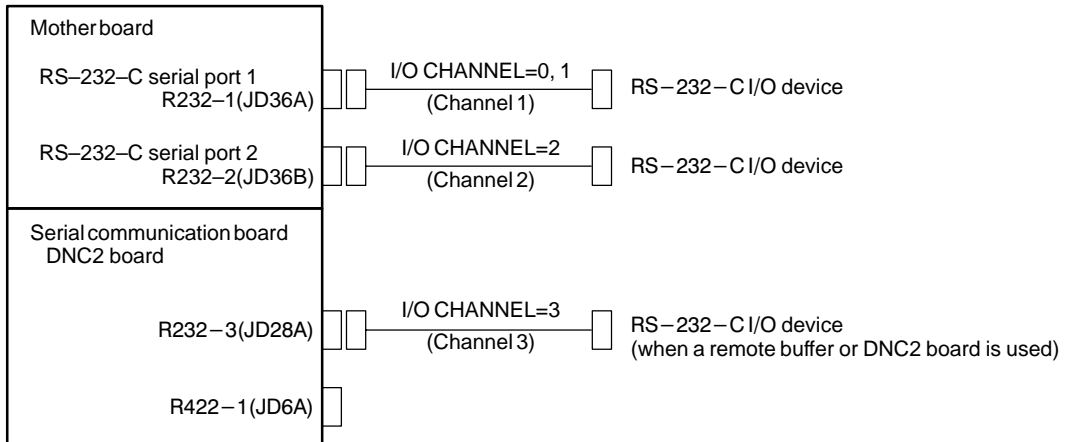 Mother board
RS–232–C serial port 1
R232–1(JD36A)
I/O CHANNEL=0, 1
(Channel 1)
RS–232–C I/O device
RS–232–C serial port 2
R232–2(JD36B)
I/O CHANNEL=2
(Channel 2)
RS–232–C I/O device
Serial communication board
DNC2 board
R232–3(JD28A)
I/O CHANNEL=3
(Channel 3)
RS–232–C I/O device
(when a remote buffer or DNC2 board is used)
R422–1(JD6A)